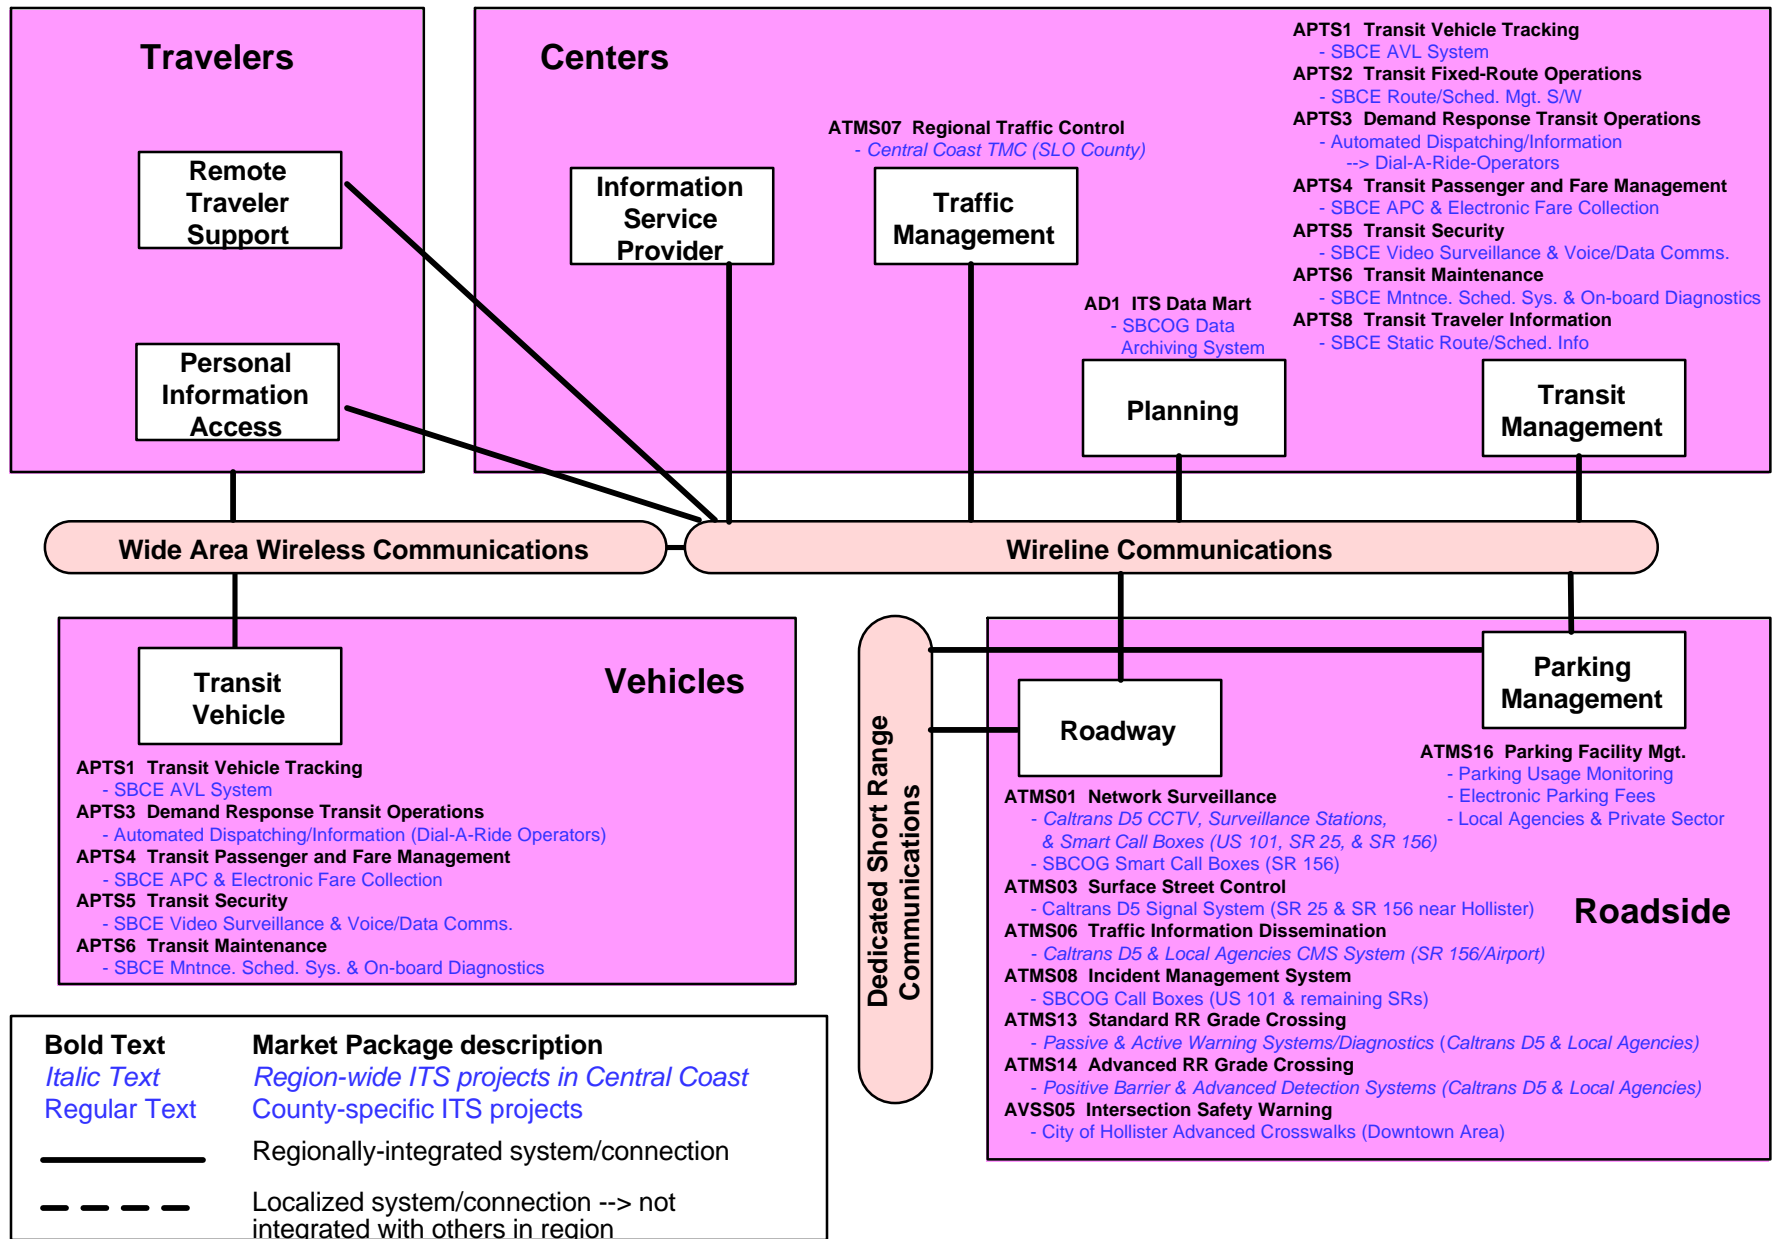 Travelers
Remote
Traveler
Support
Personal
Information
Access
Centers
ATMS07 Regional Traffic Control
- Central Coast TMC (SLO County)
Information
Service
Provider
Traffic
Management
AD1 ITS Data Mart
- SBCOG Data
Archiving System
Planning
APTS1 Transit Vehicle Tracking
- SBCE AVL System
APTS2 Transit Fixed-Route Operations
- SBCE Route/Sched. Mgt. S/W
APTS3 Demand Response Transit Operations
- Automated Dispatching/Information
--> Dial-A-Ride-Operators
APTS4 Transit Passenger and Fare Management
- SBCE APC & Electronic Fare Collection
APTS5 Transit Security
- SBCE Video Surveillance & Voice/Data Comms.
APTS6 Transit Maintenance
- SBCE Mntnce. Sched. Sys. & On-board Diagnostics
APTS8 Transit Traveler Information
- SBCE Static Route/Sched. Info
Transit
Management
Wide Area Wireless Communications
Wireline Communications
Vehicles
Transit
Vehicle
APTS1 Transit Vehicle Tracking
- SBCE AVL System
APTS3 Demand Response Transit Operations
- Automated Dispatching/Information (Dial-A-Ride Operators)
APTS4 Transit Passenger and Fare Management
- SBCE APC & Electronic Fare Collection
APTS5 Transit Security
- SBCE Video Surveillance & Voice/Data Comms.
APTS6 Transit Maintenance
- SBCE Mntnce. Sched. Sys. & On-board Diagnostics
Dedicated Short Range
Communications
Roadway
Parking
Management
ATMS16 Parking Facility Mgt.
- Parking Usage Monitoring
- Electronic Parking Fees
- Local Agencies & Private Sector
Roadside
ATMS01 Network Surveillance
- Caltrans D5 CCTV, Surveillance Stations,
& Smart Call Boxes (US 101, SR 25, & SR 156)
- SBCOG Smart Call Boxes (SR 156)
ATMS03 Surface Street Control
- Caltrans D5 Signal System (SR 25 & SR 156 near Hollister)
ATMS06 Traffic Information Dissemination
- Caltrans D5 & Local Agencies CMS System (SR 156/Airport)
ATMS08 Incident Management System
- SBCOG Call Boxes (US 101 & remaining SRs)
ATMS13 Standard RR Grade Crossing
- Passive & Active Warning Systems/Diagnostics (Caltrans D5 & Local Agencies)
ATMS14 Advanced RR Grade Crossing
- Positive Barrier & Advanced Detection Systems (Caltrans D5 & Local Agencies)
AVSS05 Intersection Safety Warning
- City of Hollister Advanced Crosswalks (Downtown Area)
Bold Text Market Package description
Italic Text Region-wide ITS projects in Central Coast
Regular Text County-specific ITS projects
Regionally-integrated system/connection
Localized system/connection --> not
integrated with others in region